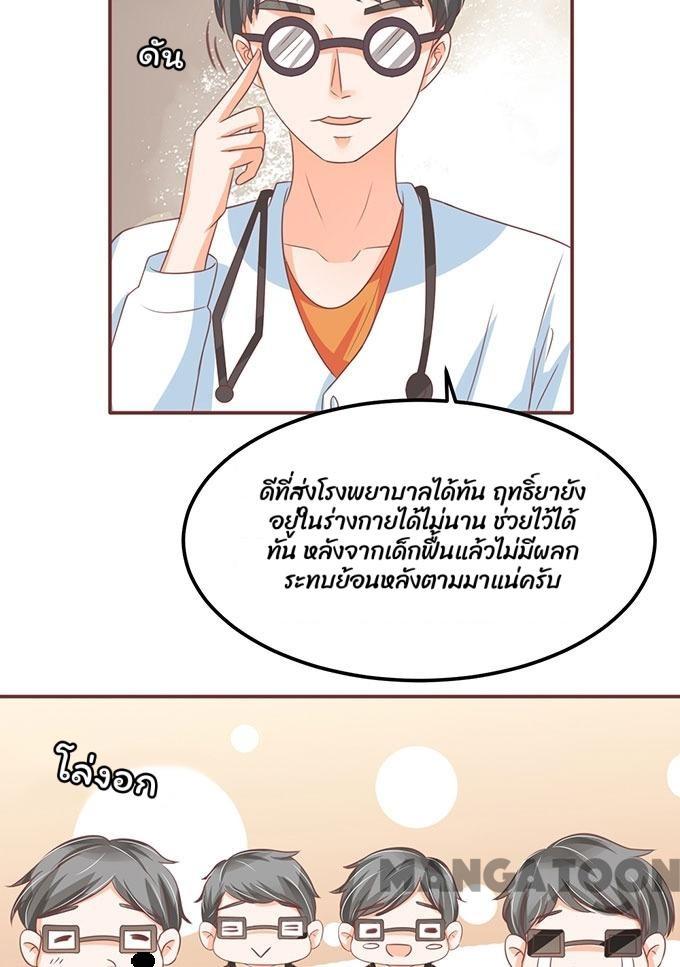 ดัน
ดีที่ส่งโรงพยาบาลได้ทัน ฤทธิ์ยายัง
อยู่ในร่างกายได้ไม่นาน ช่วยไว้ได้
ทัน หลังจากเด็กฟื้นแล้วไม่มีผลก
ระทบย้อนหลังตามมาแน่ครับ
โล่งอก
MANGATOON